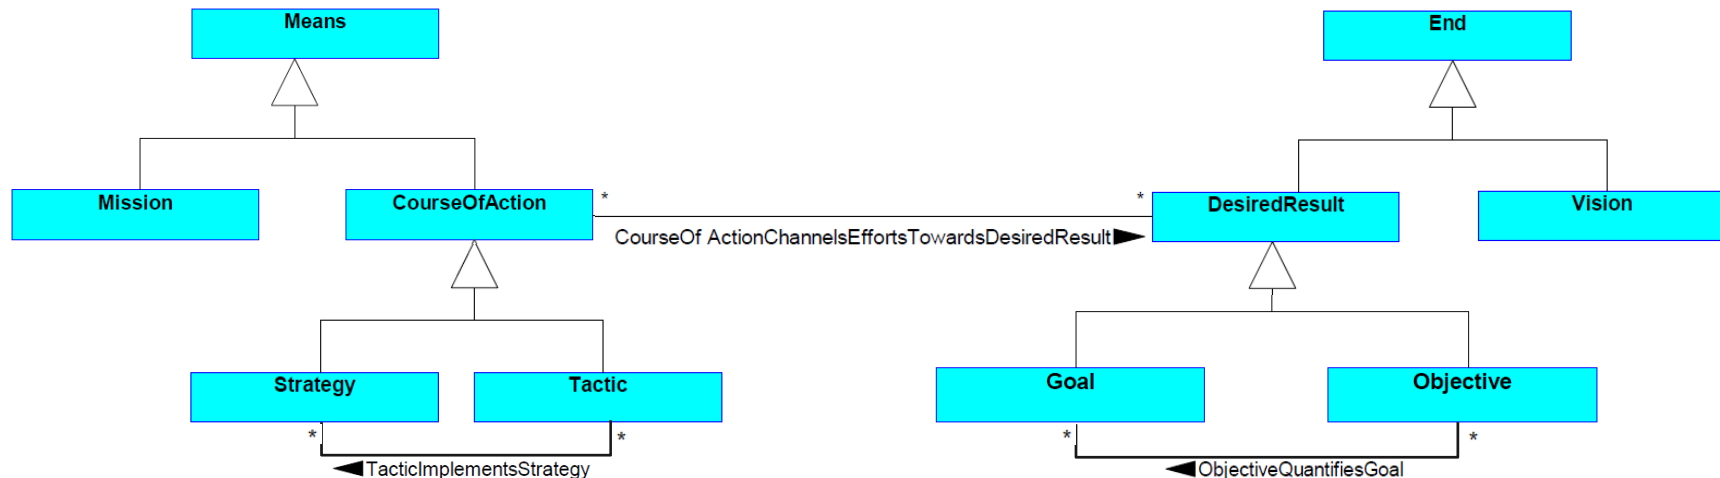 Means
End
Mission
CourseOfAction
*
*
DesiredResult
Vision
CourseOf ActionChannelsEffortsTowardsDesiredResult
Strategy
Tactic
Goal
Objective
*
*
*
*
TacticImplementsStrategy
ObjectiveQuantifiesGoal